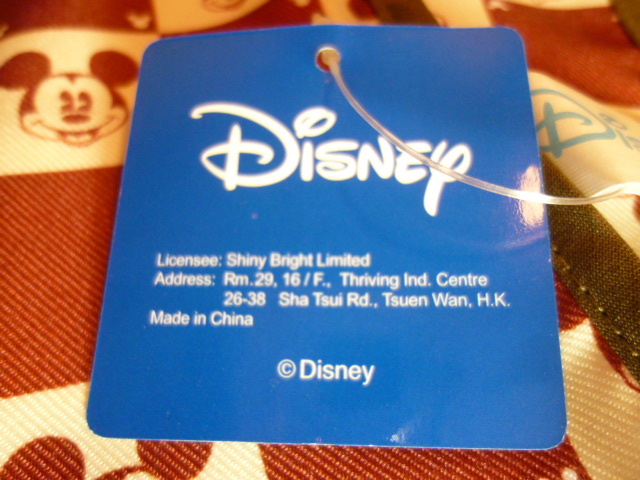 Disney
Licensee: Shiny Bright Limited
Address: Rm.29, 16 / F., Thriving Ind. Centre
26-38 Sha Tsui Rd., Tsuen Wan, H.K.
Made in China
© Disney